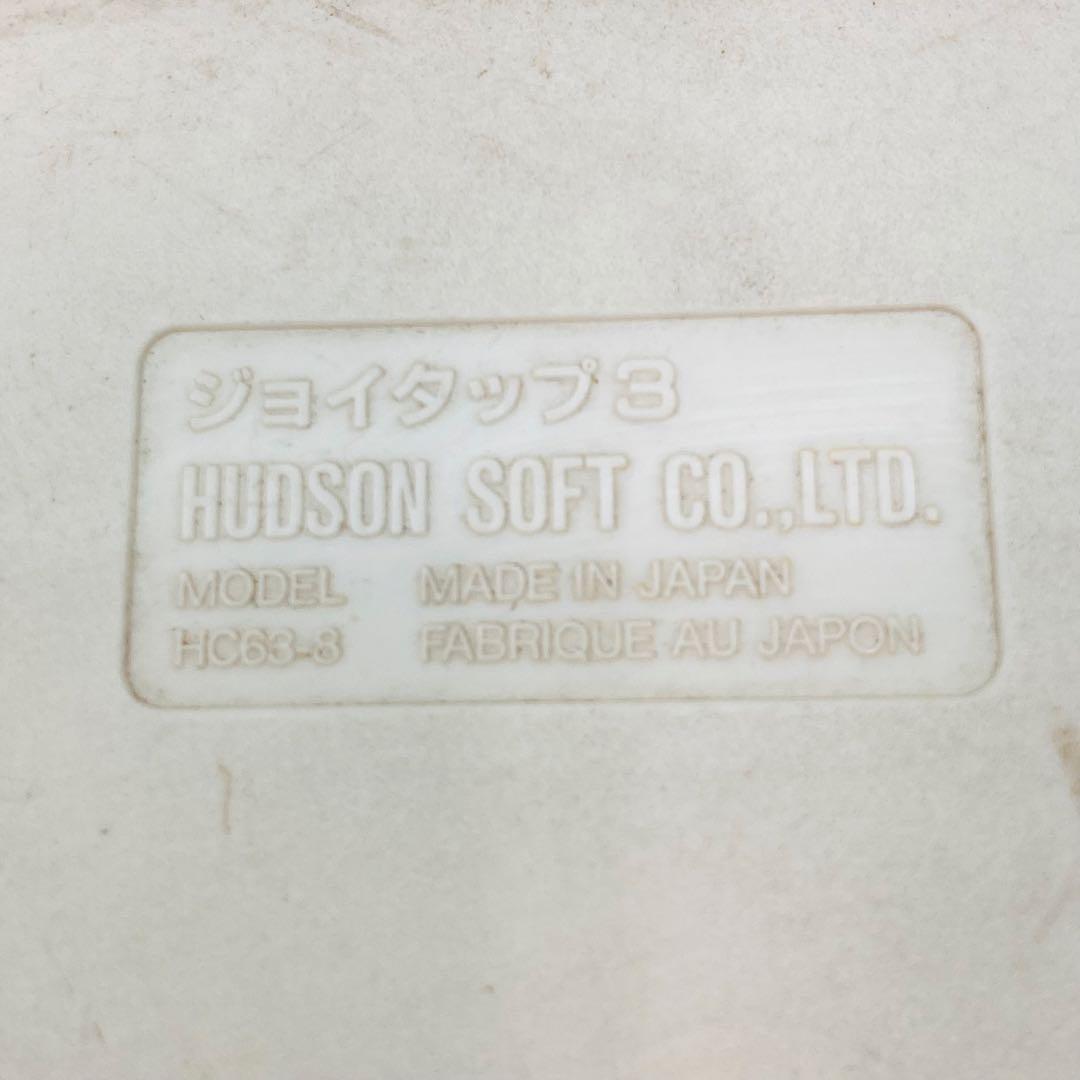 ジョイタップ3
HUDSON SOFT CO.,LTD.
MODEL MADE IN JAPAN
HC63-8 FABRIQUE AU JAPON